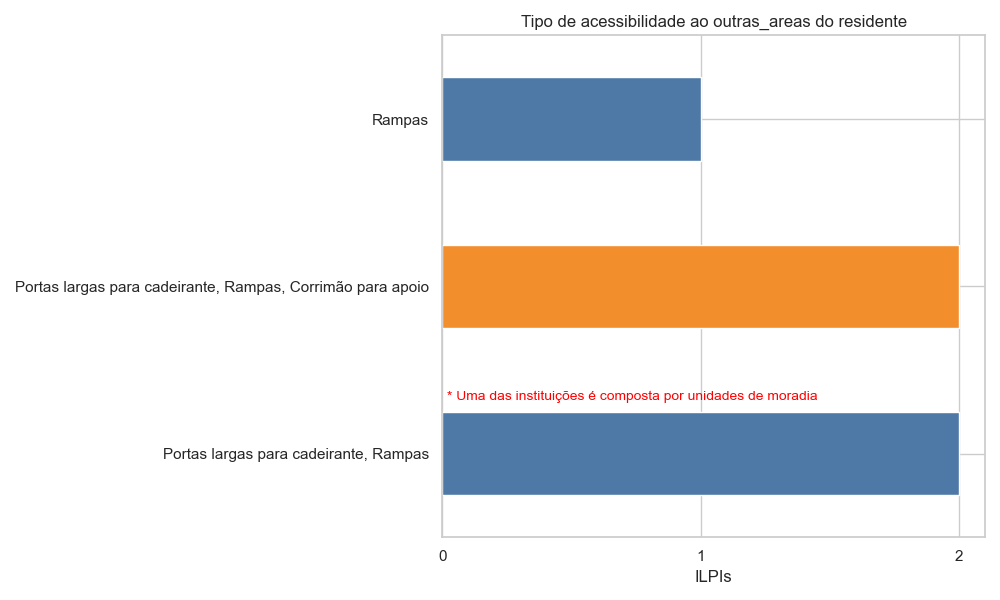 Tipo de acessibilidade ao outras_areas do residente
Rampas
Portas largas para cadeirante, Rampas, Corrimão para apoio
* Uma das instituições é composta por unidades de moradia
Portas largas para cadeirante, Rampas
0 1 2
ILPIs